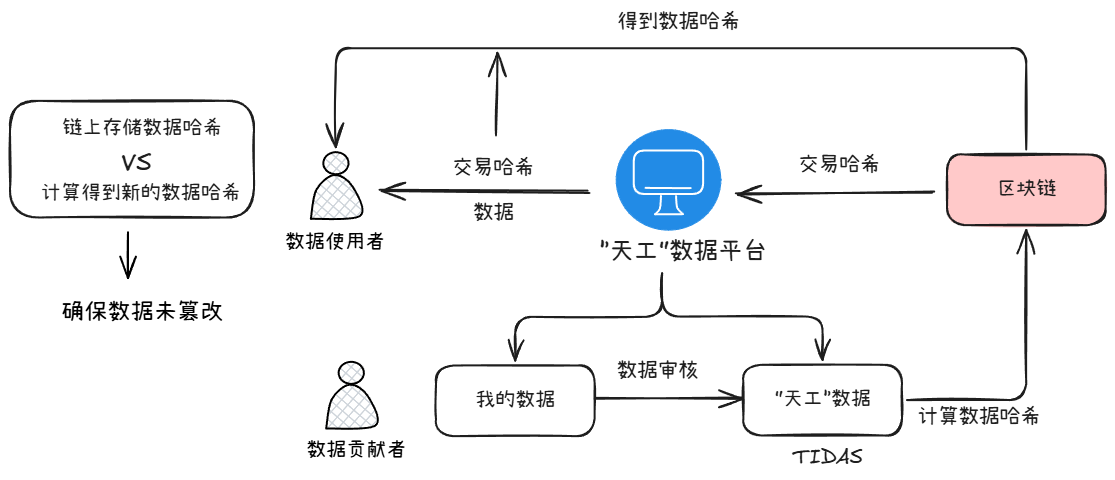 得到数据哈希
链上存储数据哈希
VS
计算得到新的数据哈希
确保数据未篡改
数据使用者
交易哈希
数据
"天工"数据平台
交易哈希
区块链
数据贡献者
我的数据
数据审核
"天工"数据
TIDAS
计算数据哈希